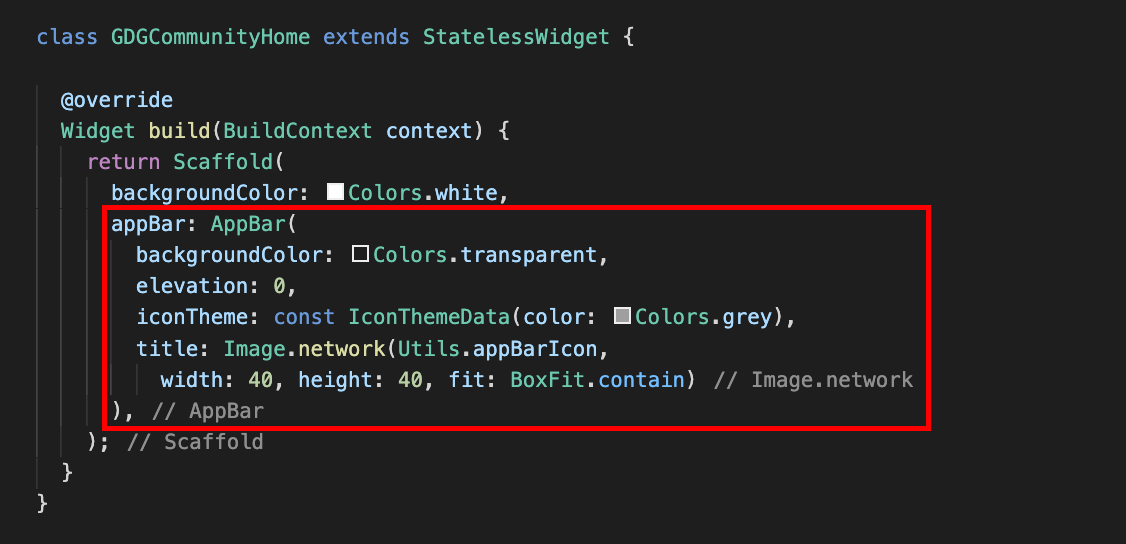 class GDGCommunityHome extends StatelessWidget {
@override
Widget build(BuildContext context) {
return Scaffold(
backgroundColor: Colors.white,
appBar: AppBar(
backgroundColor: Colors.transparent,
elevation: 0,
iconTheme: const IconThemeData(color: Colors.grey),
title: Image.network(Utils.appBarIcon,
width: 40, height: 40, fit: BoxFit.contain) // Image.network
), // AppBar
); // Scaffold
}
}